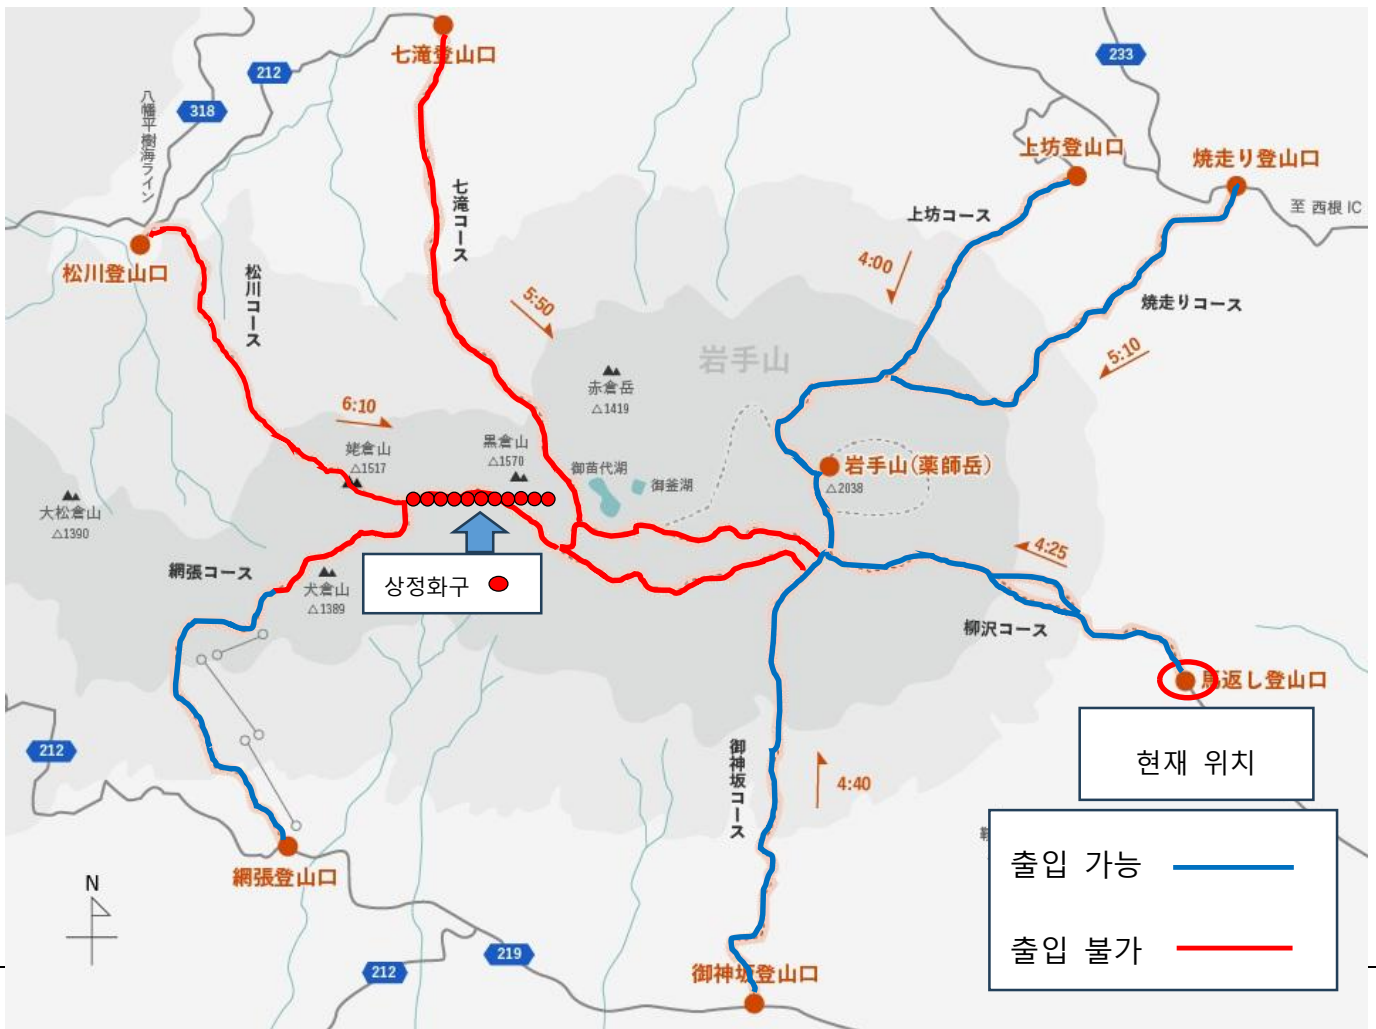 七滝登山口
212
318
八幡平樹海ライン
233
上坊登山口
焼走り登山口
至 西根 IC
七滝コース
上坊コース
松川登山口
松川コース
4:00
5:50
焼走りコース
5:10
岩手山
赤倉岳
△1419
6:10
姥倉山
△1517
黒倉山
△1570
御苗代湖
御釜湖
岩手山(薬師岳)
△2038
大松倉山
△1390
網張コース
犬倉山
△1389
상정화구
4:25
柳沢コース
馬返し登山口
현재 위치
212
御神坂コース
4:40
출입 가능
출입 불가
網張登山口
N
219
212
御神坂登山口